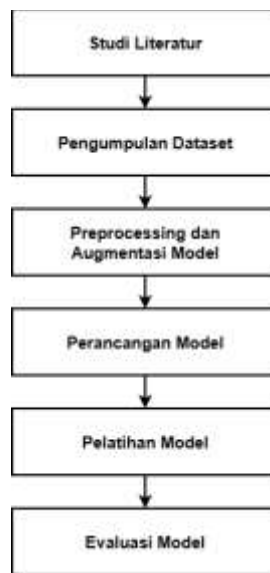 Studi Literatur
Pengumpulan Dataset
Preprocessing dan
Augmentasi Model
Perancangan Model
Pelatihan Model
Evaluasi Model